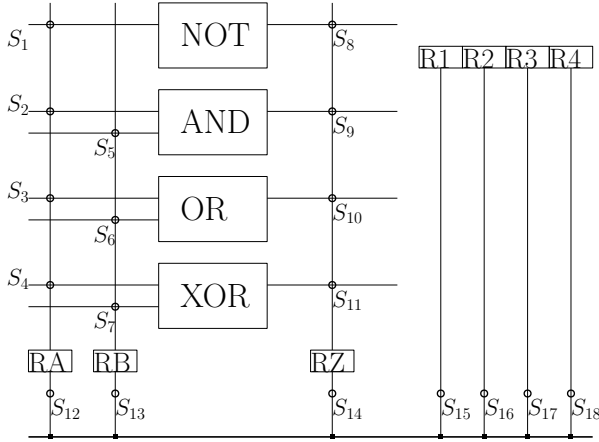 S1 NOT S8
R1 R2 R3 R4
S2 AND S9
S5
S3 OR S10
S6
S4 XOR S11
S7
RA RB RZ
S12 S13 S14 S15 S16 S17 S18